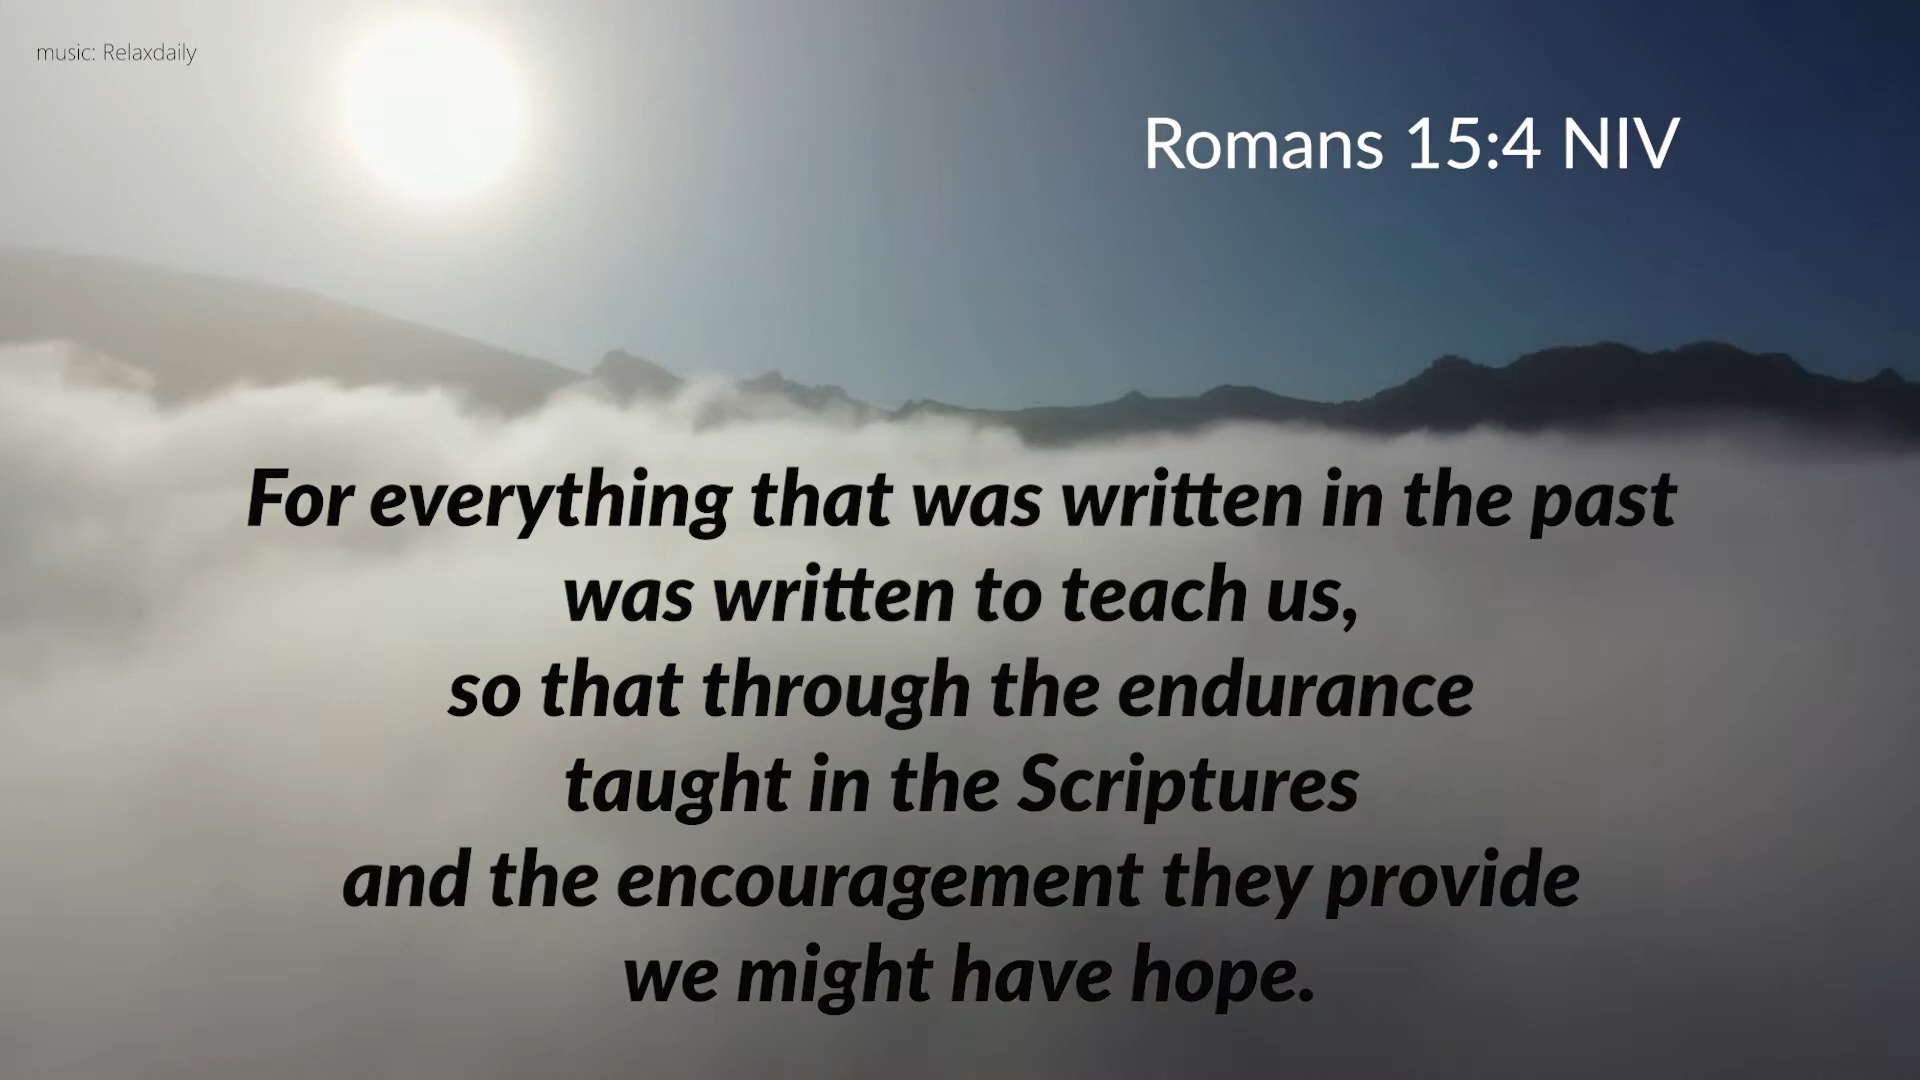 music: Relaxdaily
Romans 15:4 NIV
For everything that was written in the past
was written to teach us,
so that through the endurance
taught in the Scriptures
and the encouragement they provide
we might have hope.